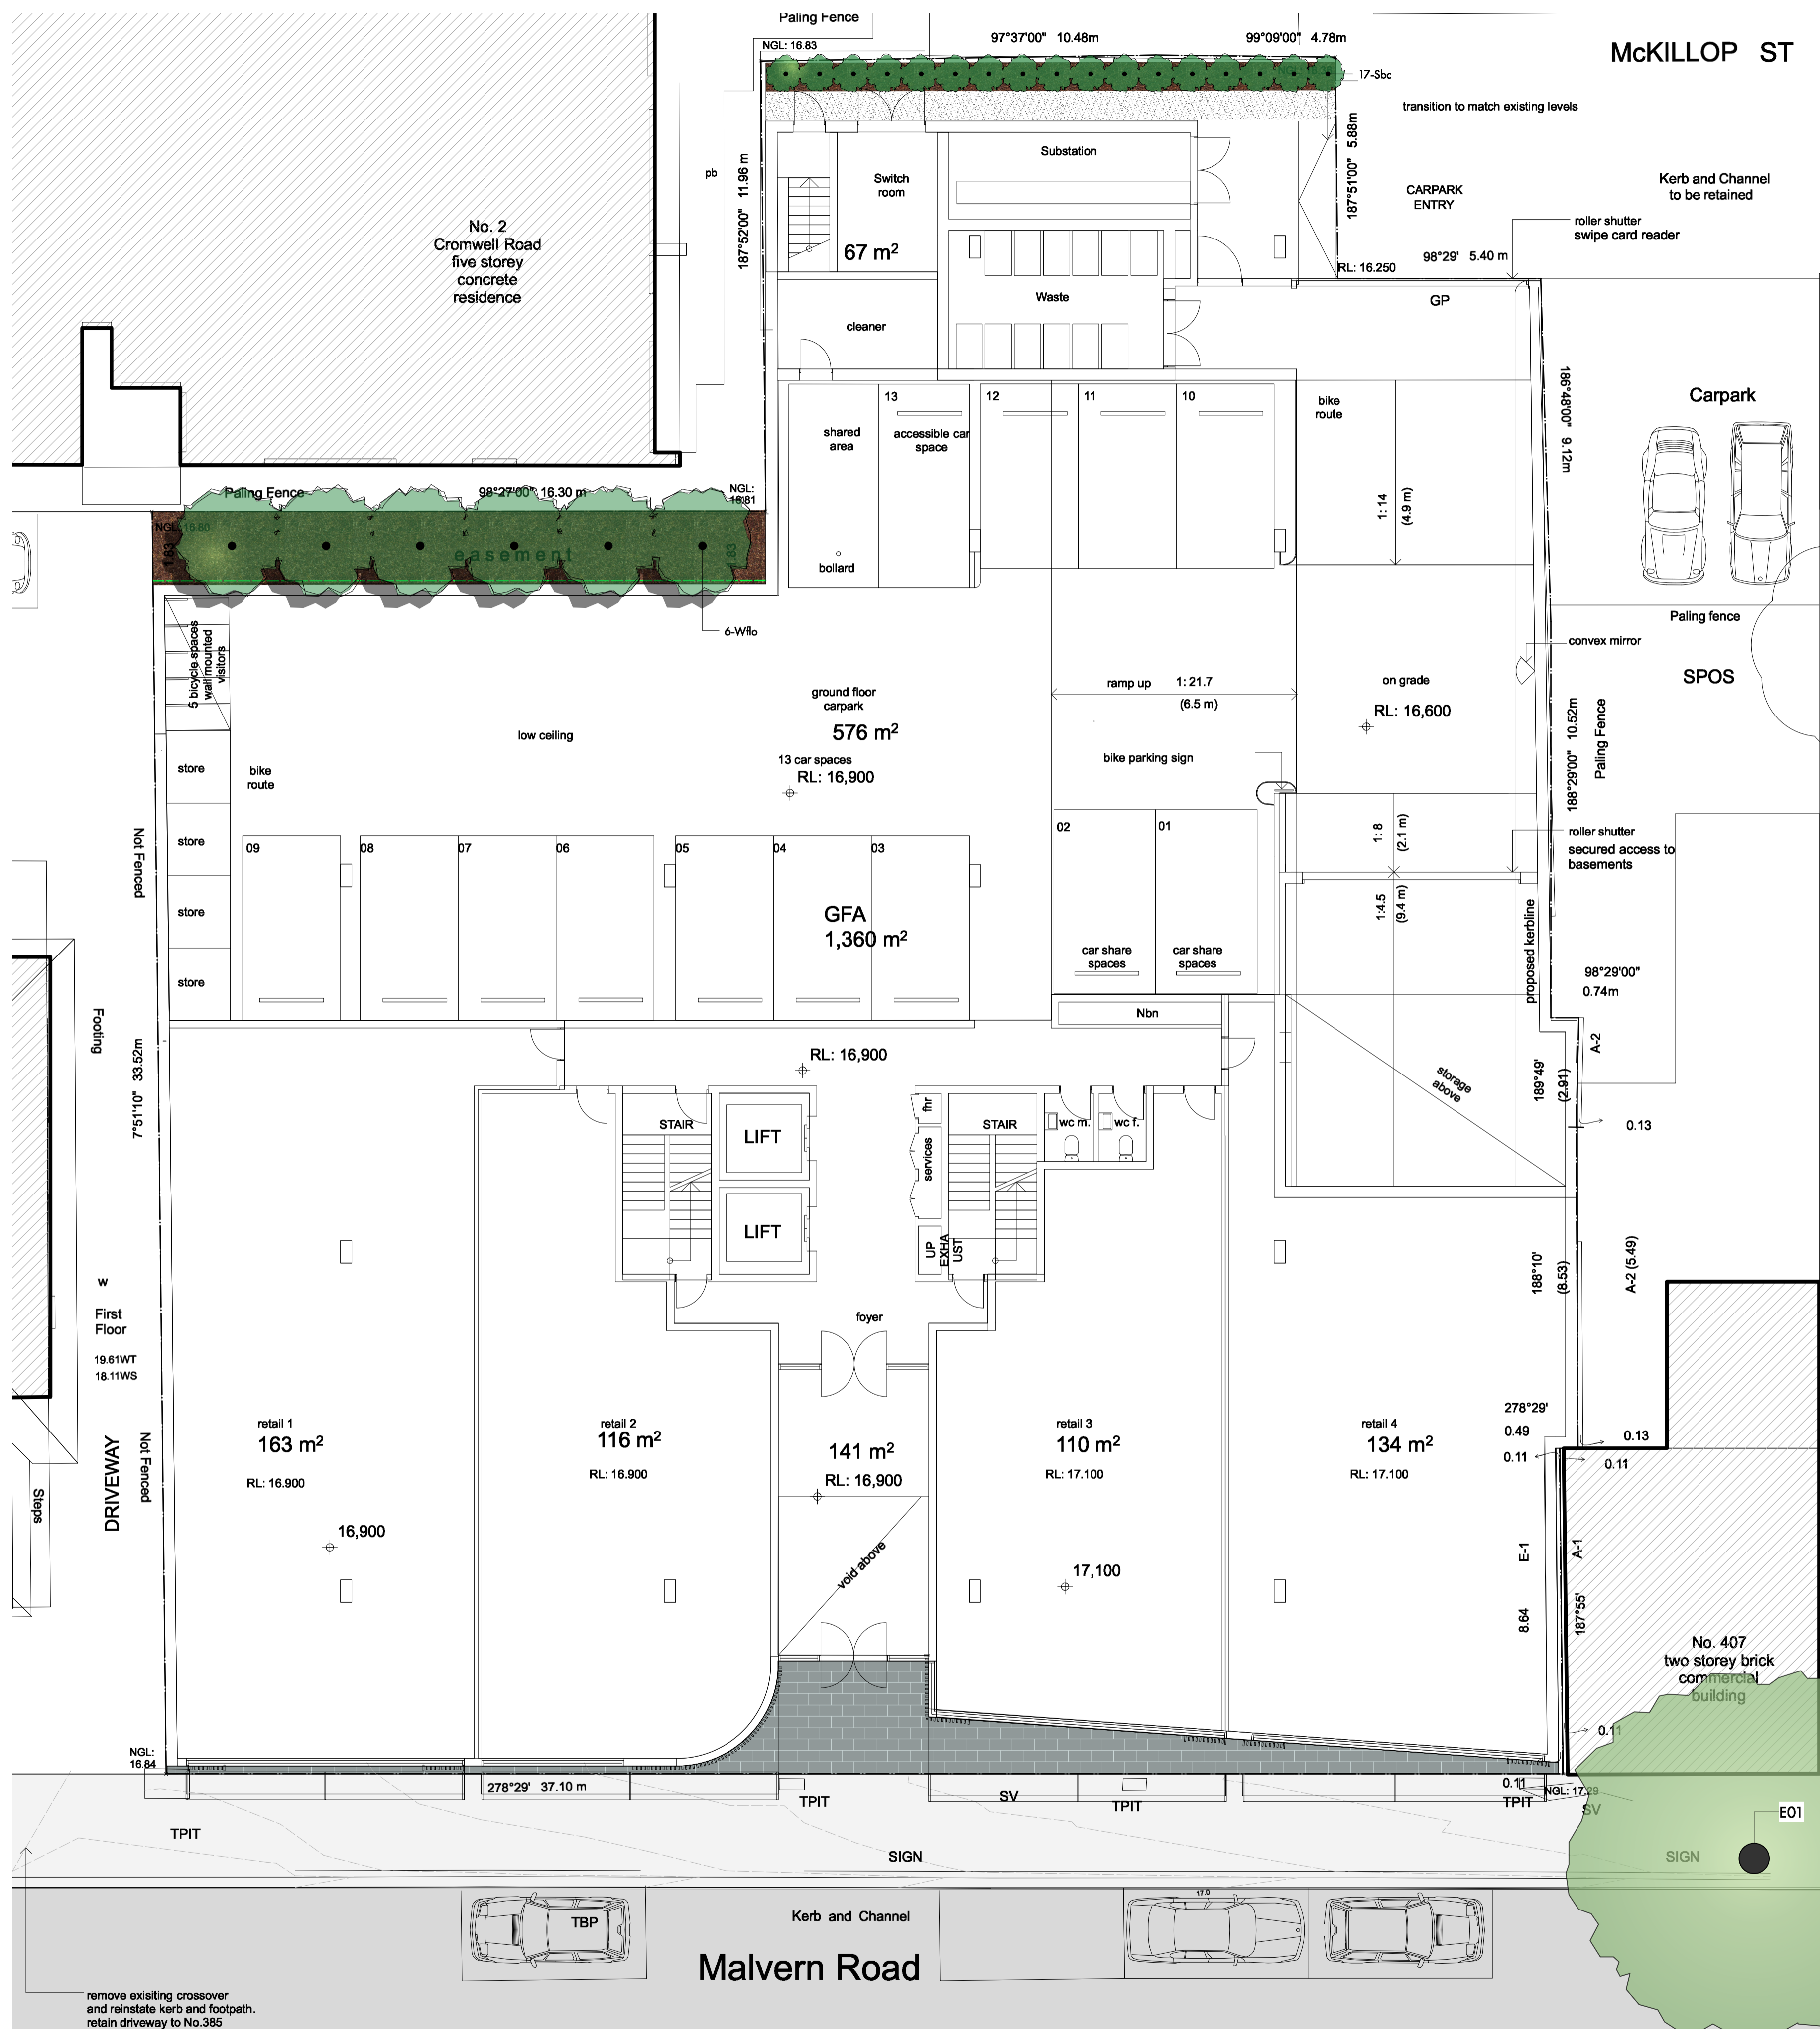 Paling Fence
NGL: 16.83
97°37'00" 10.48m
99°09'00" 4.78m
McKILLOP ST
17-Sbc
transition to match existing levels
187°51'00" 5.88m
Substation
Switch
room
pb
187°52'00" 11.96 m
CARPARK
ENTRY
Kerb and Channel
to be retained
roller shutter
swipe card reader
No. 2
Cromwell Road
five storey
concrete
residence
67 m²
98°29' 5.40 m
RL: 16.250
Waste
GP
cleaner
186°48'00" 9.12m
Carpark
13
12
11
10
bike
route
shared
area
accessible car
space
1: 14
(4.9 m)
Paling Fence
98°27'00" 16.30 m
NGL:
16.81
NGL: 16.80
1.83
easement
1.83
bollard
6-Wflo
Paling fence
convex mirror
SPOS
5 bicycle spaces
wall mounted
visitors
ground floor
carpark
576 m²
ramp up 1: 21.7
(6.5 m)
on grade
RL: 16,600
low ceiling
13 car spaces
RL: 16,900
bike parking sign
188°29'00" 10.52m
Paling Fence
store
bike
route
store
store
store
Not Fenced
09
08
07
06
05
04
03
02
01
1: 8
(2.1 m)
roller shutter
secured access to
basements
1:4.5
(9.4 m)
GFA
1,360 m²
car share
spaces
car share
spaces
proposed kerbline
98°29'00"
0.74m
Footing
7°51'10" 33.52m
Nbn
RL: 16,900
A-2
189°49'
(2.91)
storage
above
0.13
STAIR
LIFT
LIFT
fhr
services
UP
EXHA
UST
STAIR
wc m.
wc f.
188°10'
(8.53)
A-2 (5.49)
W
First
Floor
19.61WT
18.11WS
foyer
278°29'
0.49
0.11
0.13
0.11
retail 1
163 m²
RL: 16.900
retail 2
116 m²
RL: 16.900
141 m²
RL: 16,900
retail 3
110 m²
RL: 17.100
retail 4
134 m²
RL: 17.100
DRIVEWAY
Not Fenced
Steps
16,900
void above
17,100
E-1
A-1
8.64
187°55'
No. 407
two storey brick
commercial
building
0.11
NGL:
16.84
278°29' 37.10 m
TPIT
SV
TPIT
0.11
TPIT
NGL: 17.29
SV
E01
TPIT
SIGN
SIGN
TBP
Kerb and Channel
17.0
Malvern Road
remove exisiting crossover
and reinstate kerb and footpath.
retain driveway to No.385